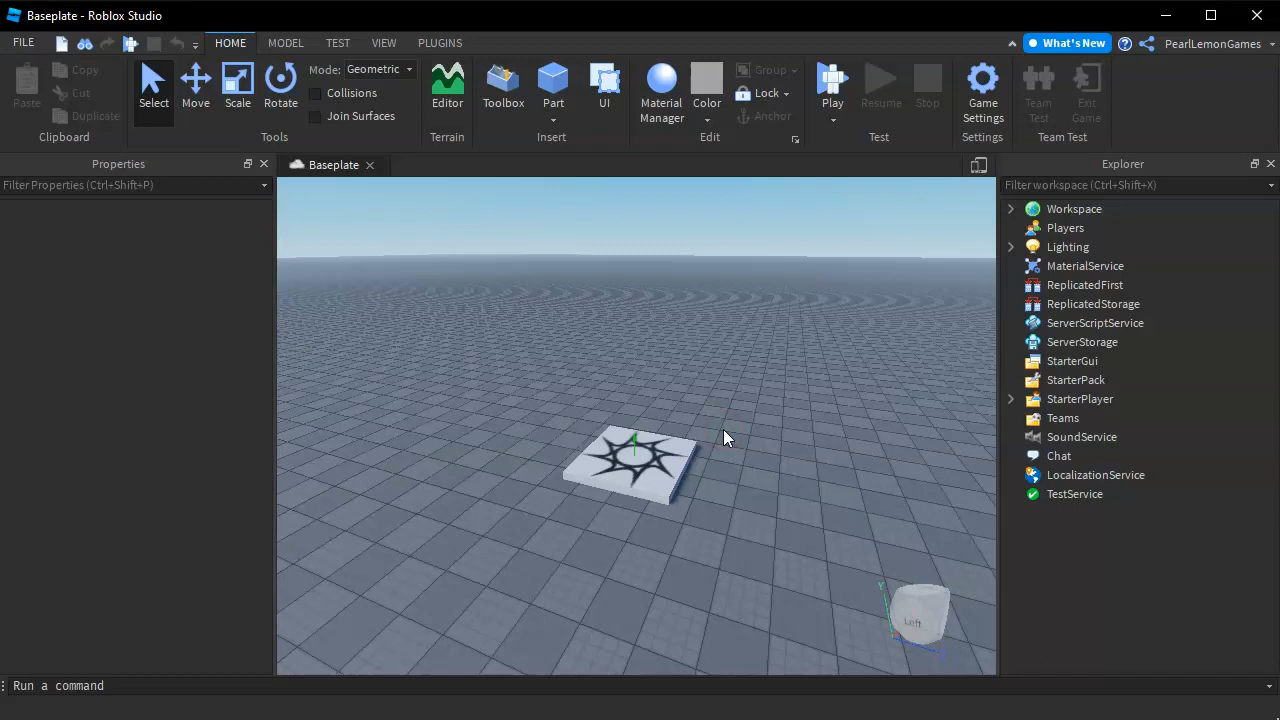 Baseplate - Roblox Studio
FILE HOME MODEL TEST VIEW PLUGINS What's New PearlLemonGames
Paste Copy Cut Duplicate
Clipboard
Select Move Scale Rotate Mode: Geometric Collisions Join Surfaces
Tools
Editor
Terrain
Toolbox Part UI
Insert
Material Manager Color Group Lock Anchor
Edit
Play Resume Stop
Test
Game Settings
Settings
Team Test Exit Game
Team Test
Properties
Filter Properties (Ctrl+Shift+P)
Baseplate
Left
Y
Explorer
Filter workspace (Ctrl+Shift+X)
Workspace
Players
Lighting
MaterialService
ReplicatedFirst
ReplicatedStorage
ServerScriptService
ServerStorage
StarterGui
StarterPack
StarterPlayer
Teams
SoundService
Chat
LocalizationService
TestService
Run a command